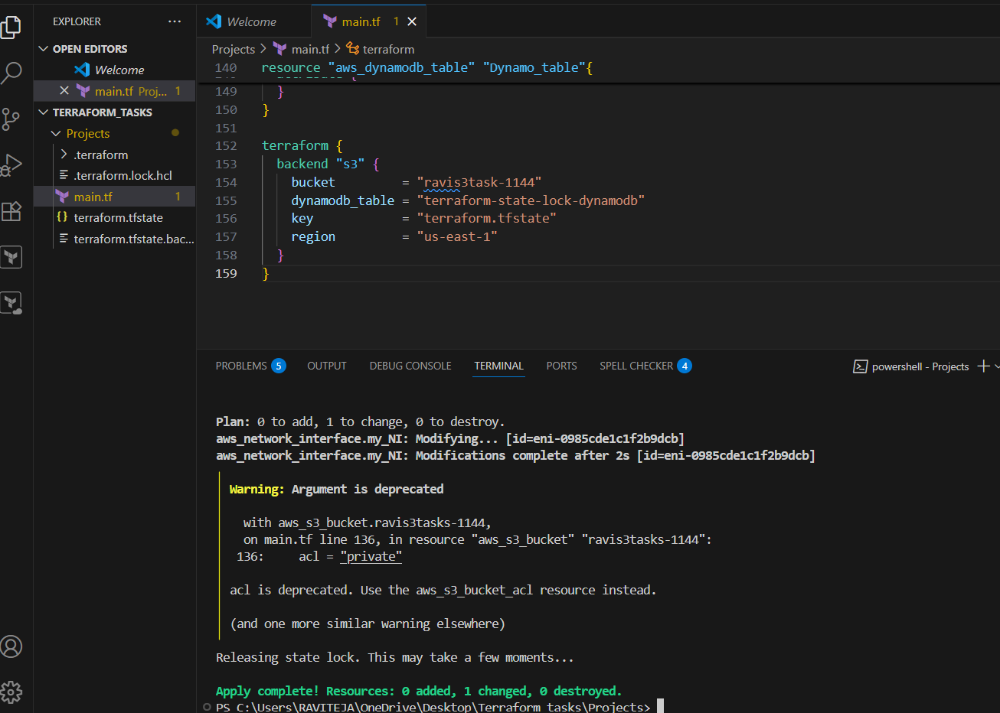 EXPLORER ...
OPEN EDITORS
Welcome
main.tf Proj... 1
TERRAFORM_TASKS
Projects
.terraform
.terraform.lock.hcl
main.tf 1
terraform.tfstate
terraform.tfstate.bac...
Welcome
main.tf 1
Projects > main.tf > terraform
140 resource "aws_dynamodb_table" "Dynamo_table"{
149 }
150 }
151
152 terraform {
153 backend "s3" {
154 bucket = "ravis3task-1144"
155 dynamodb_table = "terraform-state-lock-dynamodb"
156 key = "terraform.tfstate"
157 region = "us-east-1"
158 }
159 }
PROBLEMS 5 OUTPUT DEBUG CONSOLE TERMINAL PORTS SPELL CHECKER 4 powershell - Projects
Plan: 0 to add, 1 to change, 0 to destroy.
aws_network_interface.my_NI: Modifying... [id=eni-0985cde1c1f2b9dcb]
aws_network_interface.my_NI: Modifications complete after 2s [id=eni-0985cde1c1f2b9dcb]
Warning: Argument is deprecated
with aws_s3_bucket.ravis3tasks-1144,
on main.tf line 136, in resource "aws_s3_bucket" "ravis3tasks-1144":
136: acl = "private"
acl is deprecated. Use the aws_s3_bucket_acl resource instead.
(and one more similar warning elsewhere)
Releasing state lock. This may take a few moments...
Apply complete! Resources: 0 added, 1 changed, 0 destroyed.
PS C:\Users\RAVITEJA\OneDrive\Desktop\Terraform tasks\Projects>